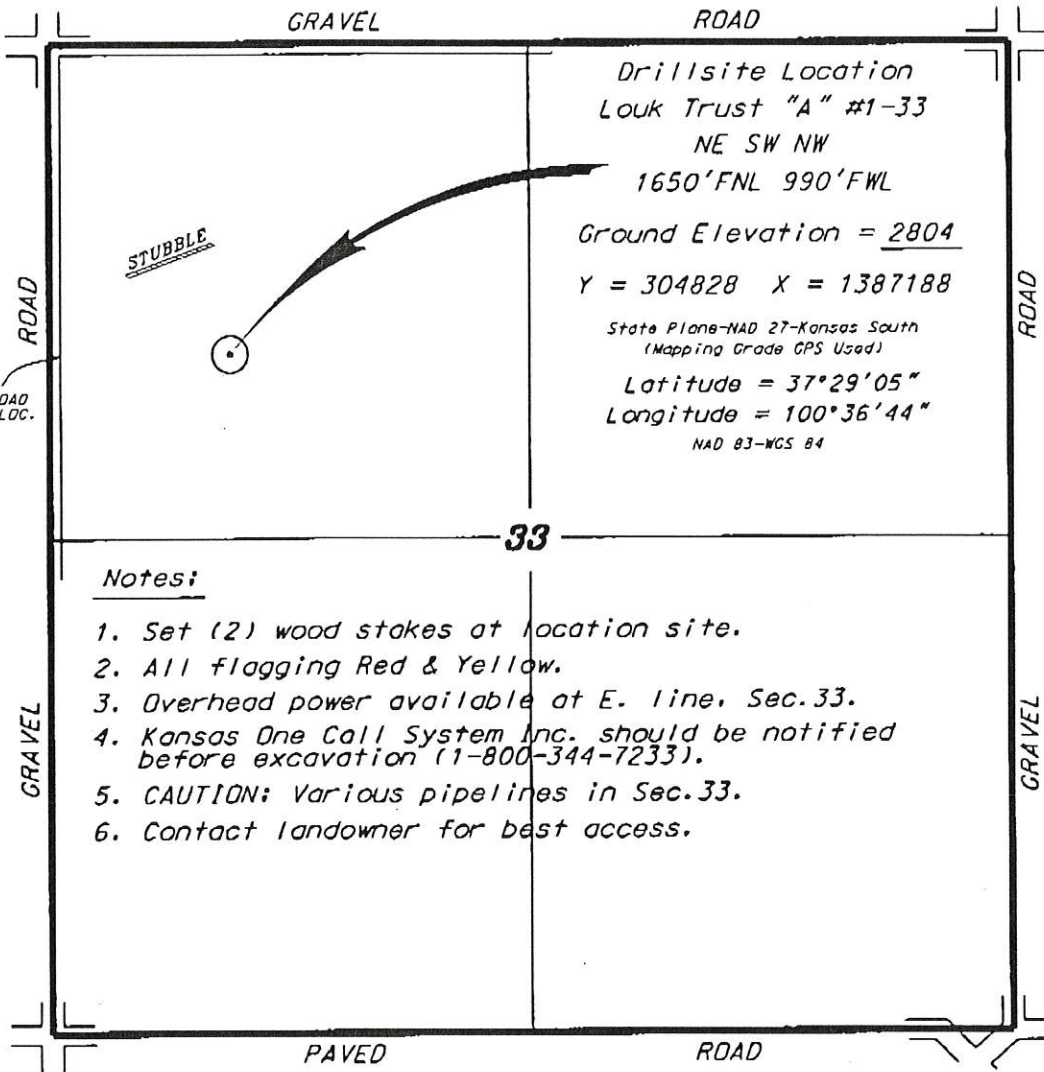 GRAVEL ROAD
Drillsite Location
Louk Trust "A" #1-33
NE SW NW
1650'FNL 990'FWL
Ground Elevation = 2804
Y = 304828 X = 1387188
State Plane-NAD 27-Kansas South
(Mapping Grade GPS Used)
Latitude = 37°29'05"
Longitude = 100°36'44"
NAD 83-WGS 84
STUBBLE
ROAD
ROAD
LOC.
33
Notes:
1. Set (2) wood stakes at location site.
2. All flagging Red & Yellow.
3. Overhead power available at E. line, Sec.33.
4. Kansas One Call System Inc. should be notified
before excavation (1-800-344-7233).
5. CAUTION: Various pipelines in Sec.33.
6. Contact landowner for best access.
GRAVEL
GRAVEL
PAVED ROAD